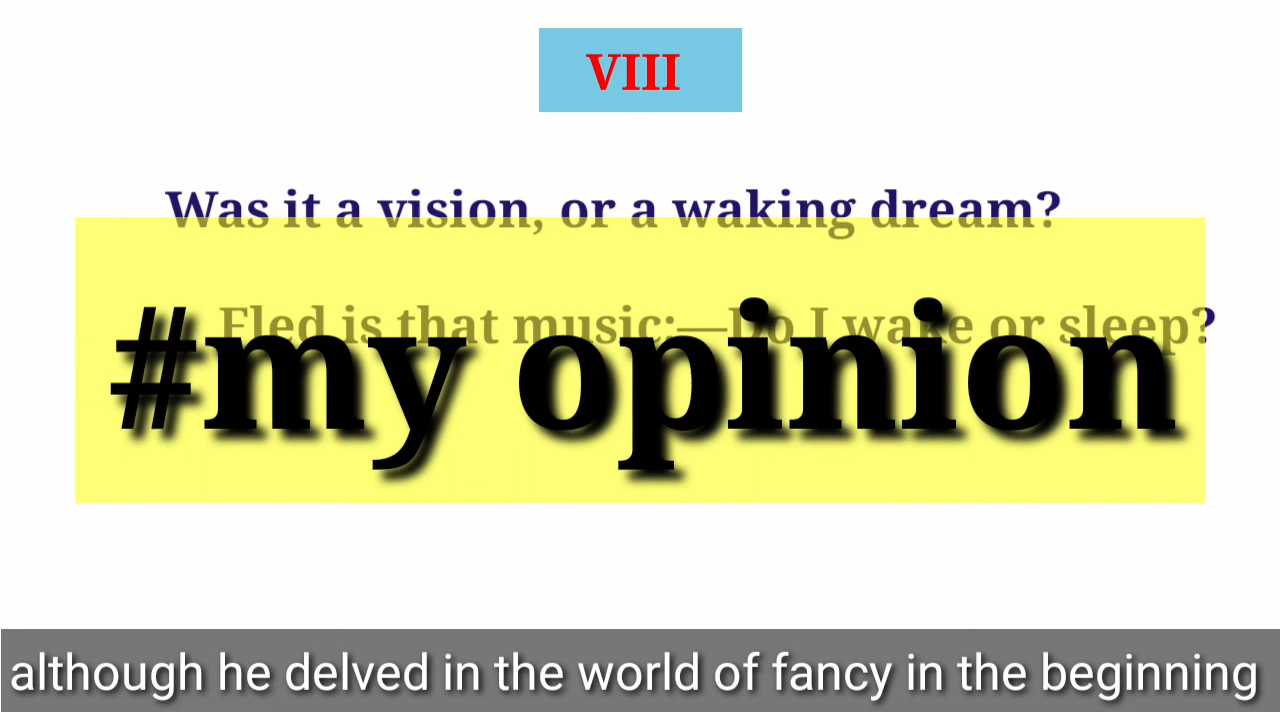 VIII
Was it a vision, or a waking dream?
Fled is that music:—Do I wake or sleep?
#my opinion
although he delved in the world of fancy in the beginning